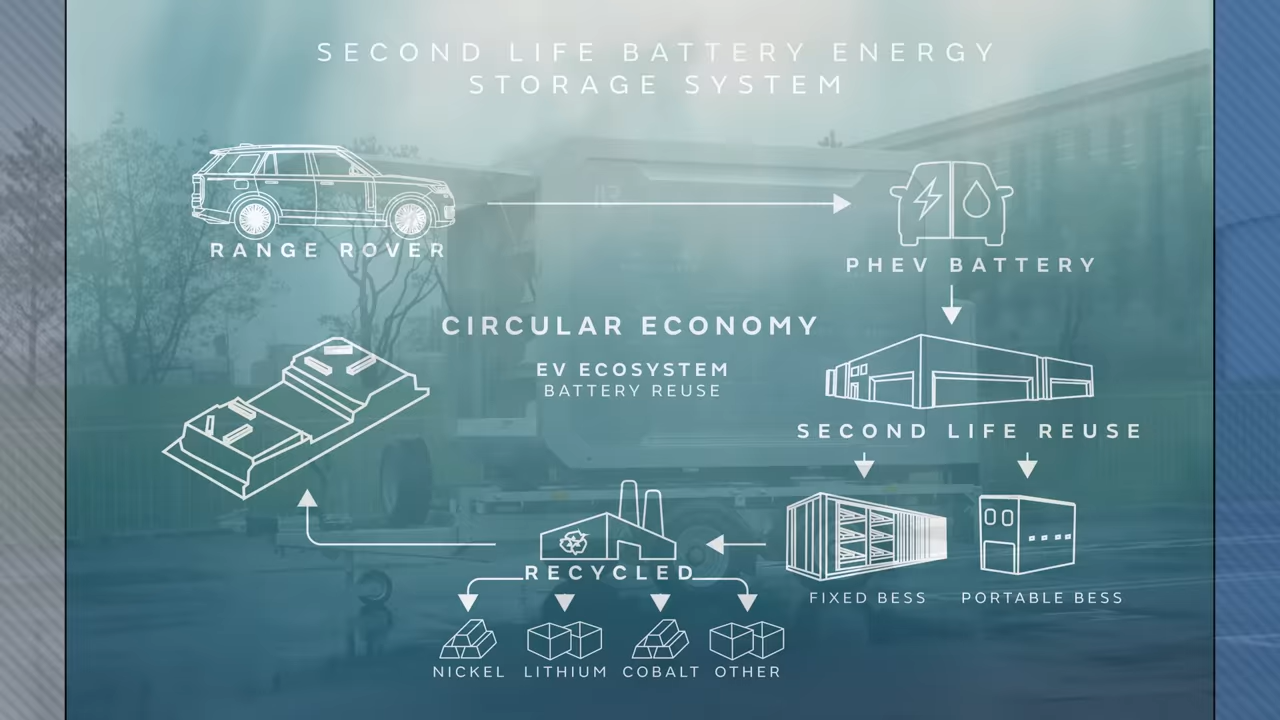 SECOND LIFE BATTERY ENERGY
STORAGE SYSTEM
RANGE ROVER
PHEV BATTERY
CIRCULAR ECONOMY
EV ECOSYSTEM
BATTERY REUSE
SECOND LIFE REUSE
RECYCLED
FIXED BESS
PORTABLE BESS
NICKEL
LITHIUM
COBALT
OTHER